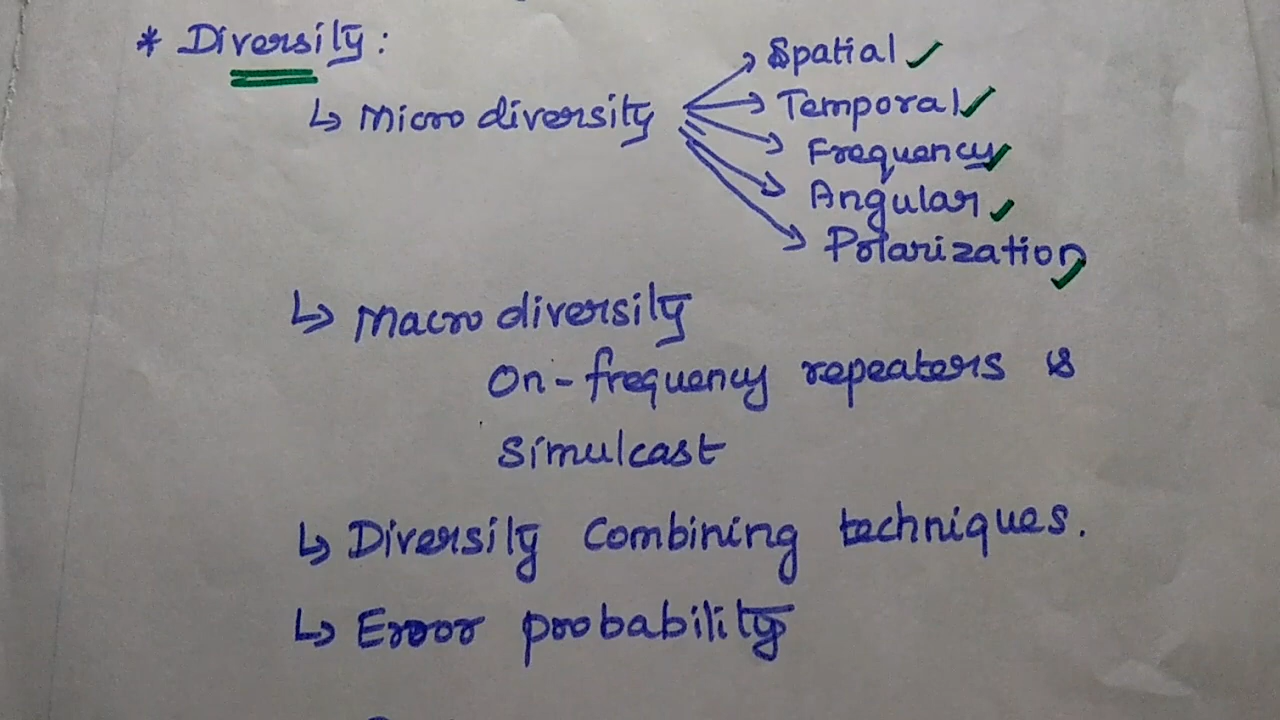 * Diversity:
↳ Micro diversity
→ Spatial ✓
→ Temporal ✓
→ Frequency ✓
→ Angular ✓
→ Polarization ✓
↳ Macro diversity
On-frequency repeaters &
Simulcast
↳ Diversity Combining techniques.
↳ Error probability